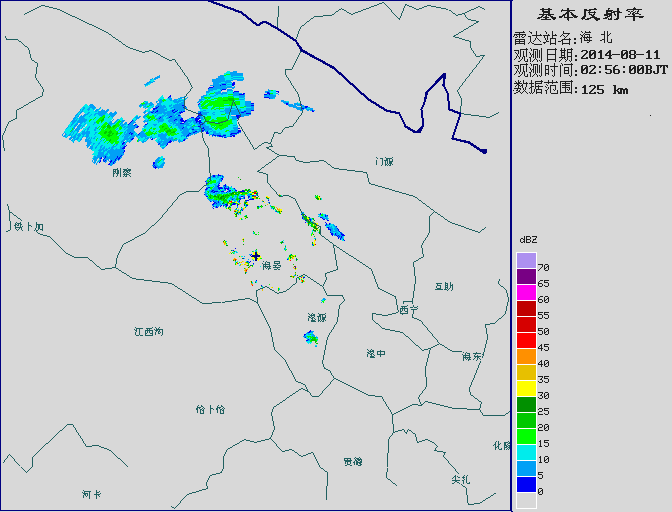 基本反射率
雷达站名:海 北
观测日期:2014-08-11
观测时间:02:56:00BJT
数据范围:125 km
门源
阴寨
铁卜加
海晏
互助
西宁
湟源
江西沟
湟中
海东
恰卜恰
化隆
贵德
尖扎
河卡
dBZ
70
65
60
55
50
45
40
35
30
25
20
15
10
5
0